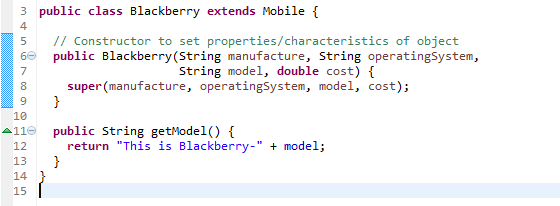 3 public class Blackberry extends Mobile {
4
5 // Constructor to set properties/characteristics of object
6 public Blackberry(String manufacture, String operatingSystem,
7 String model, double cost) {
8 super(manufacture, operatingSystem, model, cost);
9 }
10
11 public String getModel() {
12 return "This is Blackberry-" + model;
13 }
14 }
15